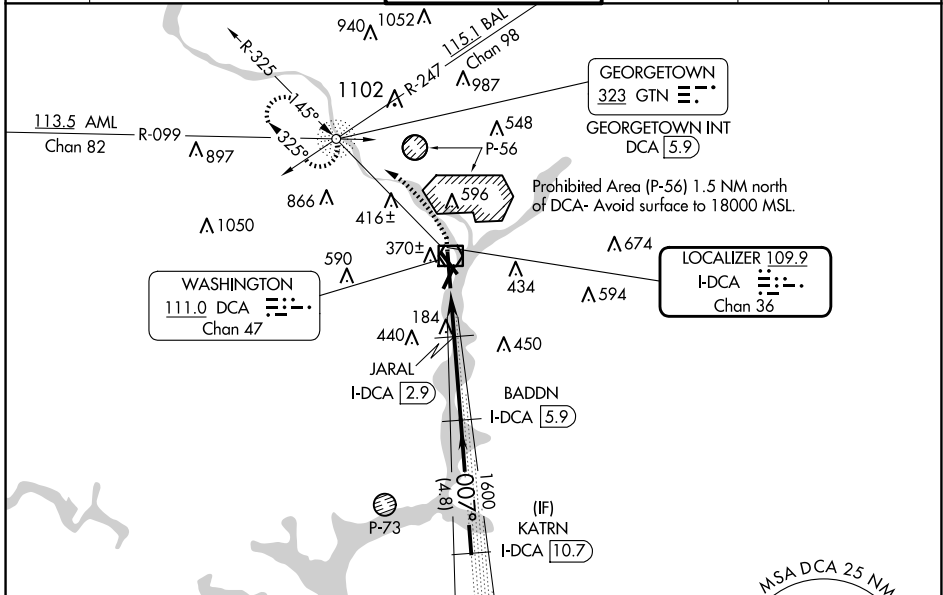 940
1052
115.1 BAL
Chan 98
R-247
R-325
1102
987
145°
325°
GEORGETOWN
323 GTN
GEORGETOWN INT
DCA 5.9
113.5 AML
Chan 82
R-099
897
548
P-56
596
Prohibited Area (P-56) 1.5 NM north
of DCA- Avoid surface to 18000 MSL.
866
416±
1050
370±
674
590
434
594
WASHINGTON
111.0 DCA
Chan 47
LOCALIZER 109.9
I-DCA
Chan 36
184
440
450
JARAL
I-DCA 2.9
BADDN
I-DCA 5.9
1600
007°
(4.8)
P-73
(IF)
KATRN
I-DCA 10.7
MSA DCA 25 NM